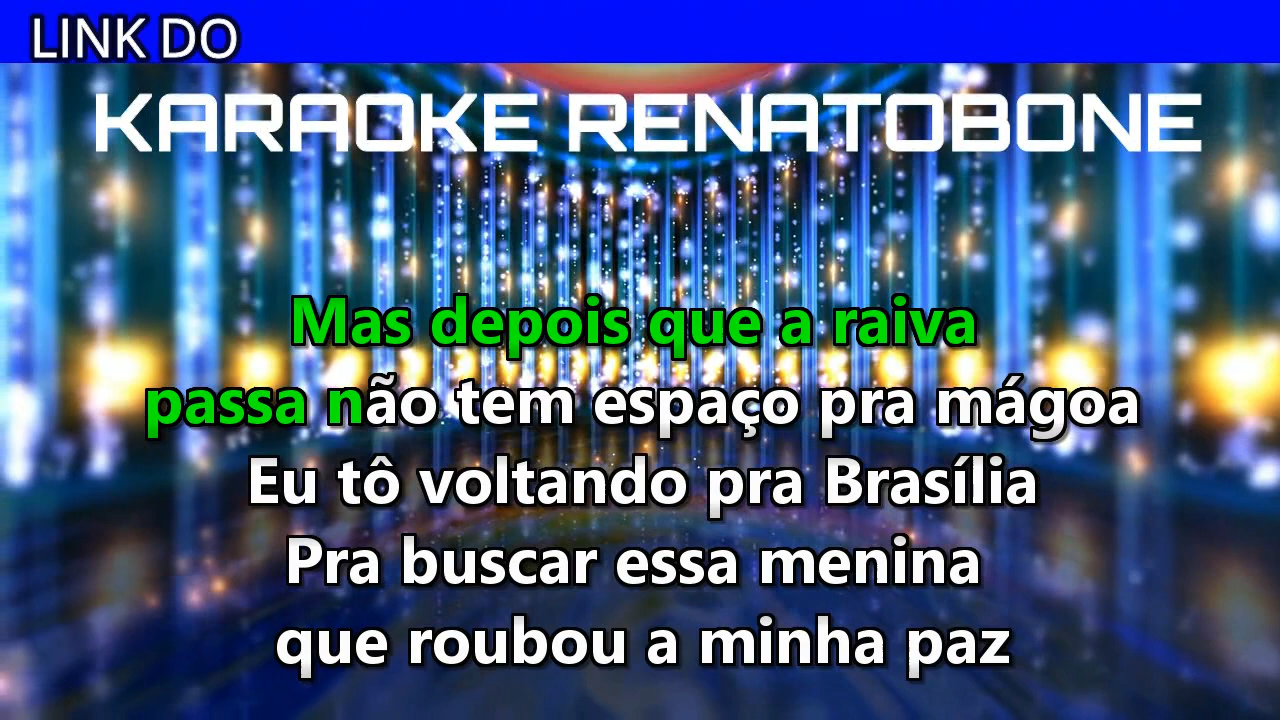 LINK DO
KARAOKE RENATOBONE
Mas depois que a raiva
passa não tem espaço pra mágoa
Eu tô voltando pra Brasília
Pra buscar essa menina
que roubou a minha paz